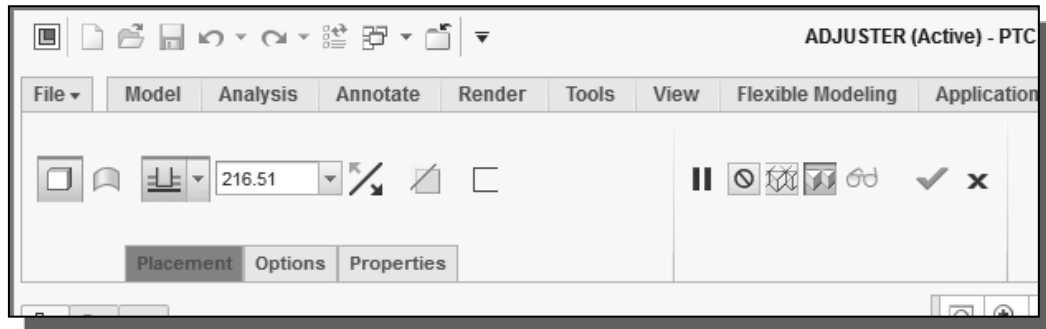 ADJUSTER (Active) - PTC
File Model Analysis Annotate Render Tools View Flexible Modeling Application
216.51
Placement Options Properties